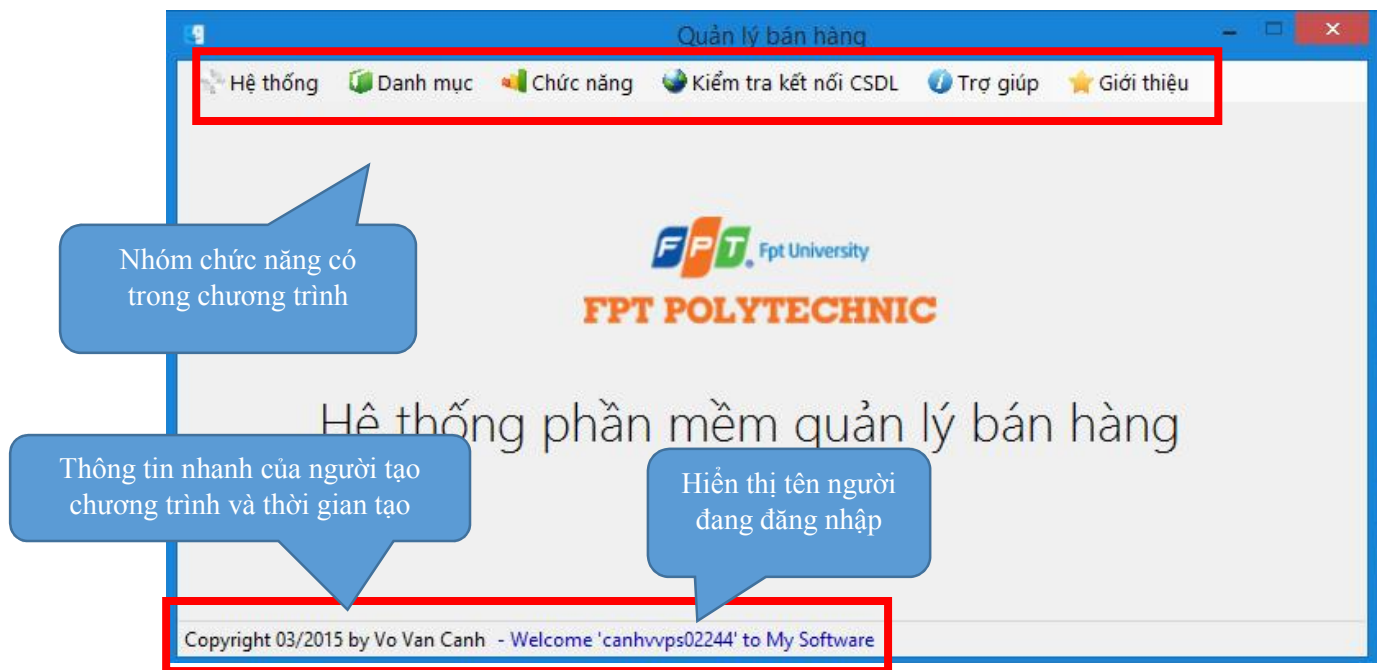 Quản lý bán hàng
Hệ thống Danh mục Chức năng Kiểm tra kết nối CSDL Trợ giúp Giới thiệu
Nhóm chức năng có
trong chương trình
FPT Fpt University
FPT POLYTECHNIC
Hệ thống phần mềm quản lý bán hàng
Thông tin nhanh của người tạo
chương trình và thời gian tạo
Hiển thị tên người
đang đăng nhập
Copyright 03/2015 by Vo Van Canh - Welcome 'canhvvps02244' to My Software